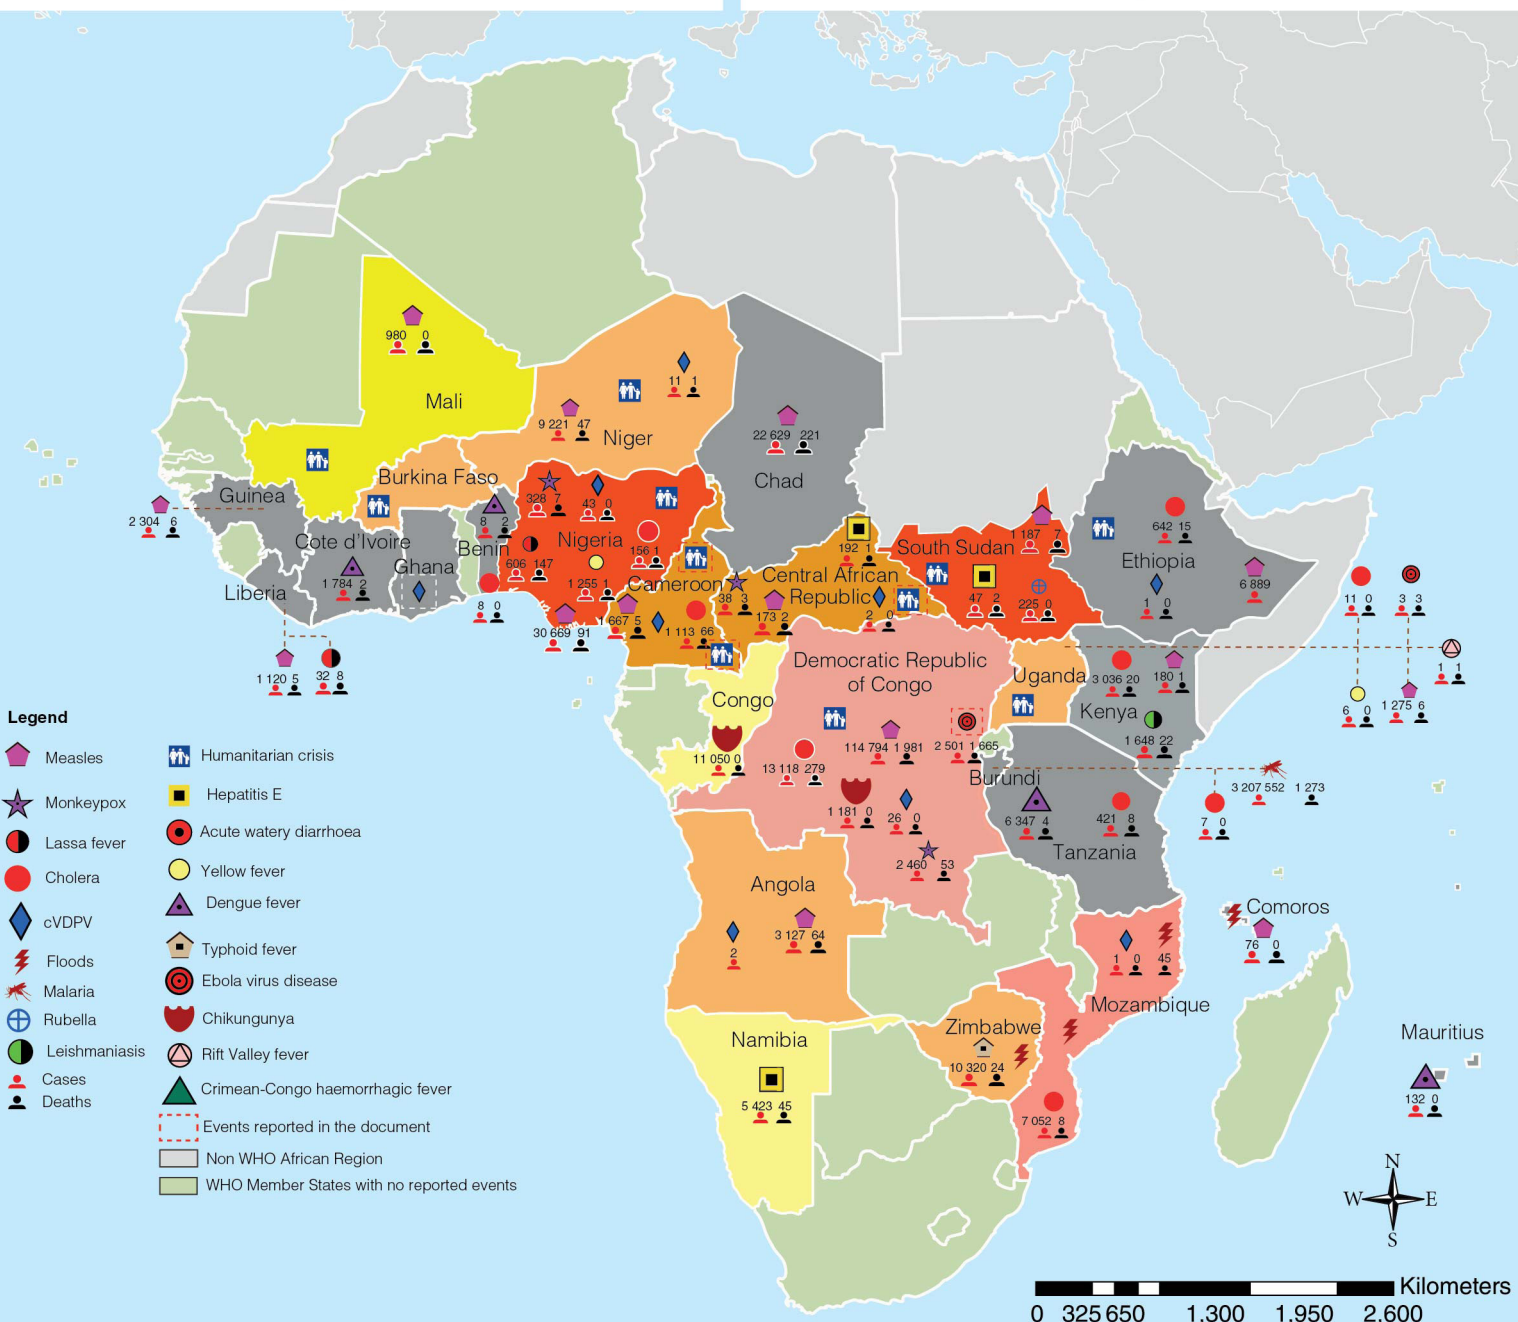 980 0
Mali
11 1
9 221 47
Niger
22 629 221
Chad
Burkina Faso
Guinea
2 304 6
Cote d'Ivoire
1 784 2
Ghana
Benin
8 2
8 0
Liberia
1 120 5
32 8
328 7
43 0
Nigeria
156 1
606 147
1 255 1
30 669 91
Cameroon
1 667 5
1 113 66
38 3
Central African
Republic
192 1
173 2
2 0
South Sudan
1 187 7
47 2
225 0
642 15
Ethiopia
1 0
6 889
11 0
3 3
6 0
1 275 6
1 1
Democratic Republic
of Congo
Uganda
3 036 20
180 1
Kenya
1 648 22
Congo
11 050 0
114 794 1 981
2 501 1 665
13 118 279
1 181 0
26 0
2 460 53
Burundi
3 207 552 1 273
7 0
6 347 4
421 8
Tanzania
Angola
3 127 64
2
Comoros
76 0
1 0
45
Mozambique
7 052 8
Zimbabwe
10 320 24
Namibia
5 423 45
Mauritius
132 0
Legend
Measles
Monkeypox
Lassa fever
Cholera
cVDPV
Floods
Malaria
Rubella
Leishmaniasis
Cases
Deaths
Humanitarian crisis
Hepatitis E
Acute watery diarrhoea
Yellow fever
Dengue fever
Typhoid fever
Ebola virus disease
Chikungunya
Rift Valley fever
Crimean-Congo haemorrhagic fever
Events reported in the document
Non WHO African Region
WHO Member States with no reported events
N
W E
S
Kilometers
0 325 650 1.300 1.950 2.600